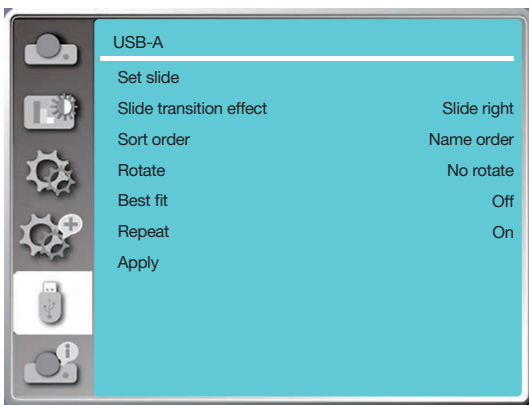 USB-A
Set slide
Slide transition effect Slide right
Sort order Name order
Rotate No rotate
Best fit Off
Repeat On
Apply